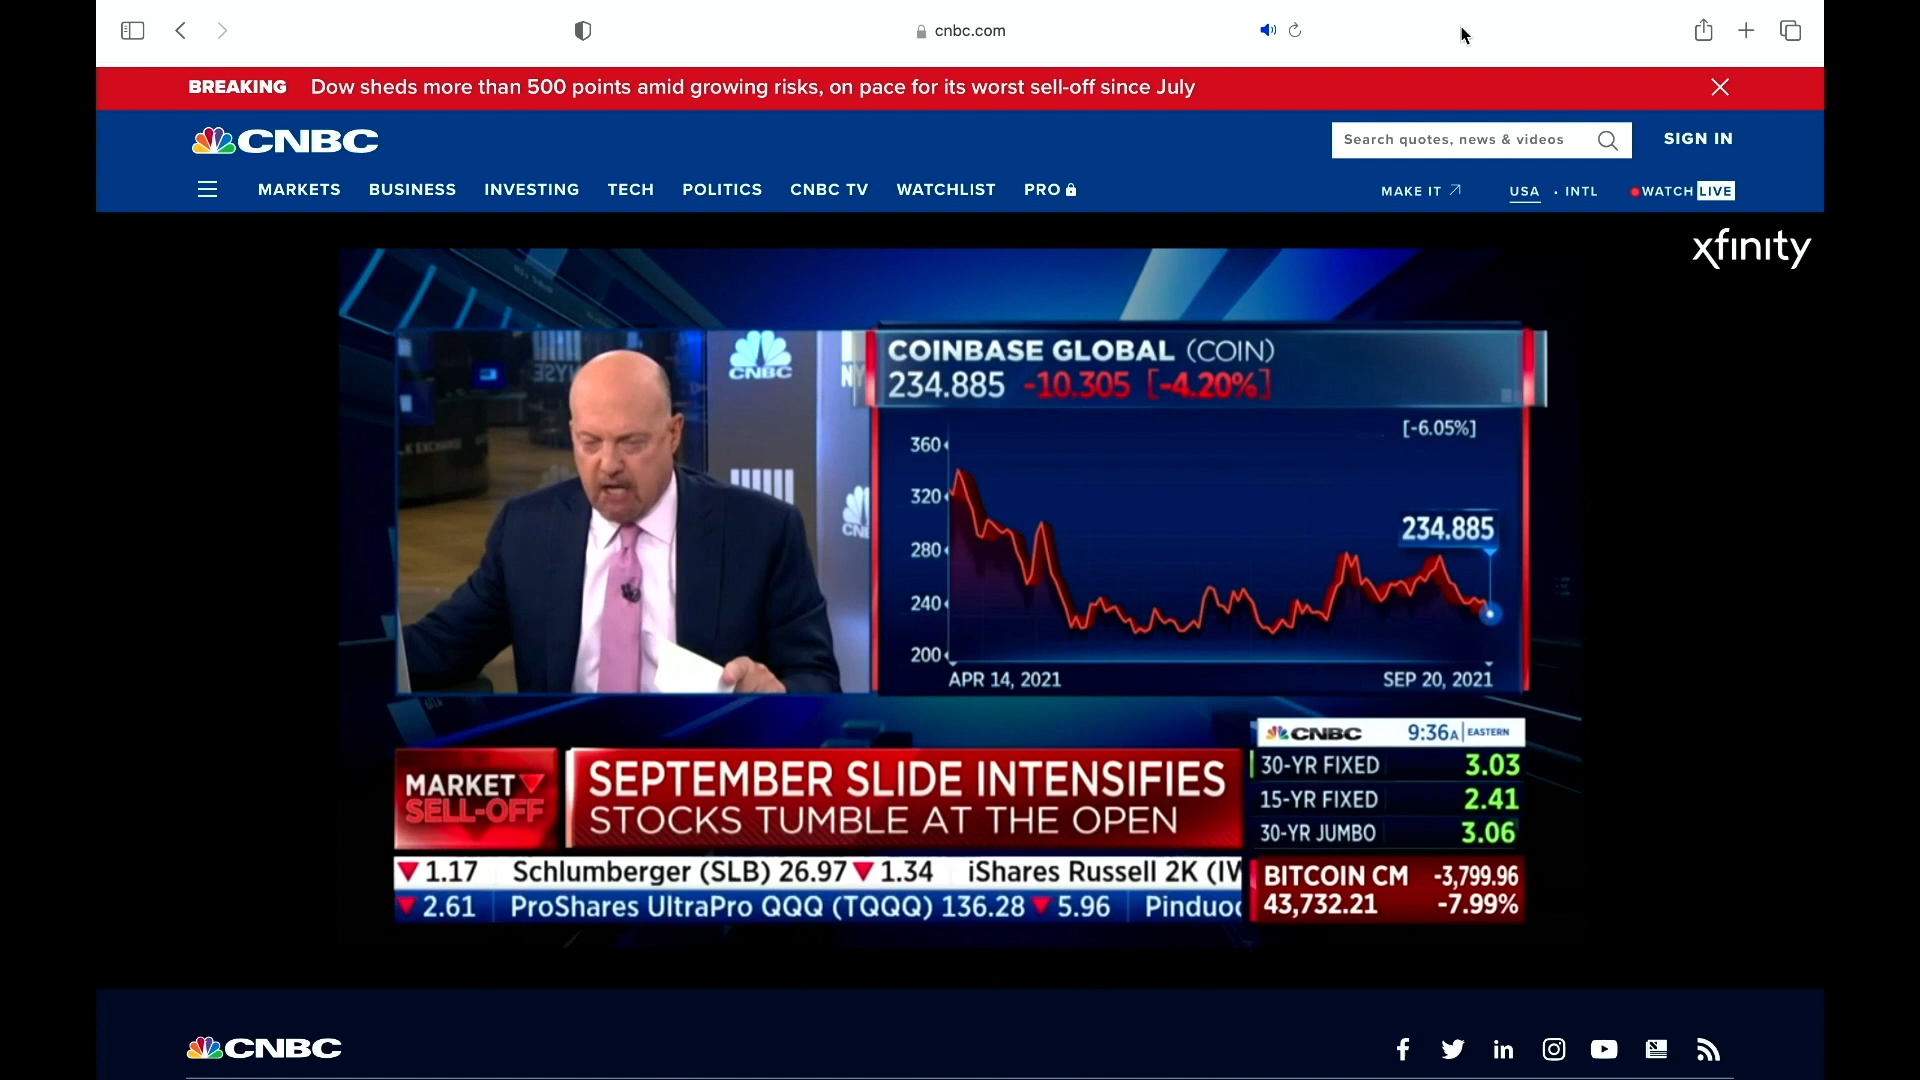 cnbc.com
BREAKING Dow sheds more than 500 points amid growing risks, on pace for its worst sell-off since July
CNBC
Search quotes, news & videos
SIGN IN
MARKETS BUSINESS INVESTING TECH POLITICS CNBC TV WATCHLIST PRO
MAKE IT USA · INTL WATCH LIVE
xfinity
CNBC
NY
COINBASE GLOBAL (COIN)
234.885 -10.305 [-4.20%]
[-6.05%]
360
320
234.885
280
240
200
APR 14, 2021 SEP 20, 2021
CNBC 9:36A EASTERN
30-YR FIXED 3.03
15-YR FIXED 2.41
30-YR JUMBO 3.06
MARKET
SELL-OFF
SEPTEMBER SLIDE INTENSIFIES
STOCKS TUMBLE AT THE OPEN
▼ 1.17 Schlumberger (SLB) 26.97 ▼ 1.34 iShares Russell 2K (IW
▼ 2.61 ProShares UltraPro QQQ (TQQQ) 136.28 ▼ 5.96 Pinduo
BITCOIN CM -3,799.96
43,732.21 -7.99%
CNBC